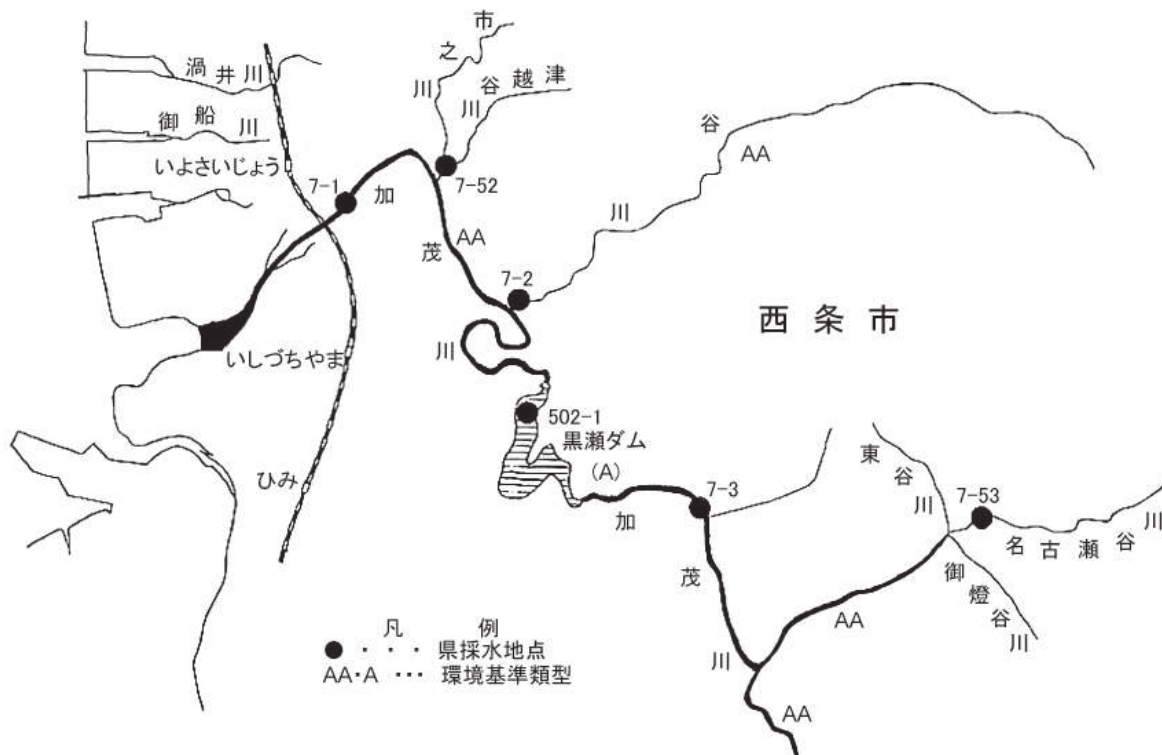 渦井川
御船川
いよさいじょう
市之川
津越谷川
7-1
7-52
加茂川
AA
谷川
AA
7-2
西条市
いしづちやま
502-1
黒瀬ダム
(A)
ひみ
7-3
加茂川
東谷川
7-53
名古瀬谷川
御燈谷川
AA
AA
凡例
●・・・県採水地点
AA・A ・・・環境基準類型